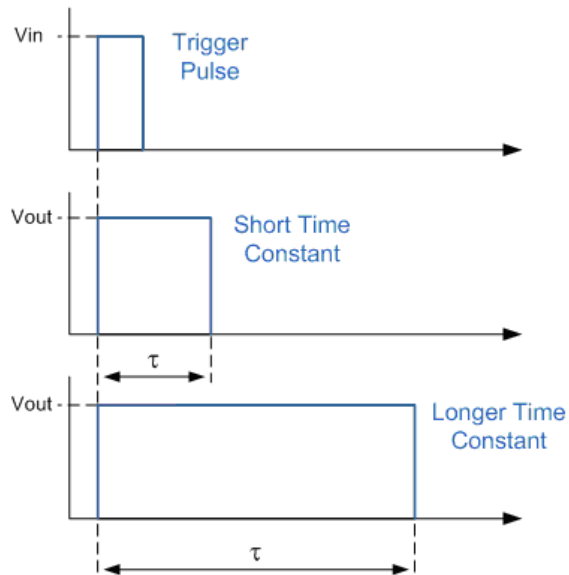 Vin
Trigger
Pulse
Vout
Short Time
Constant
τ
Vout
Longer Time
Constant
τ